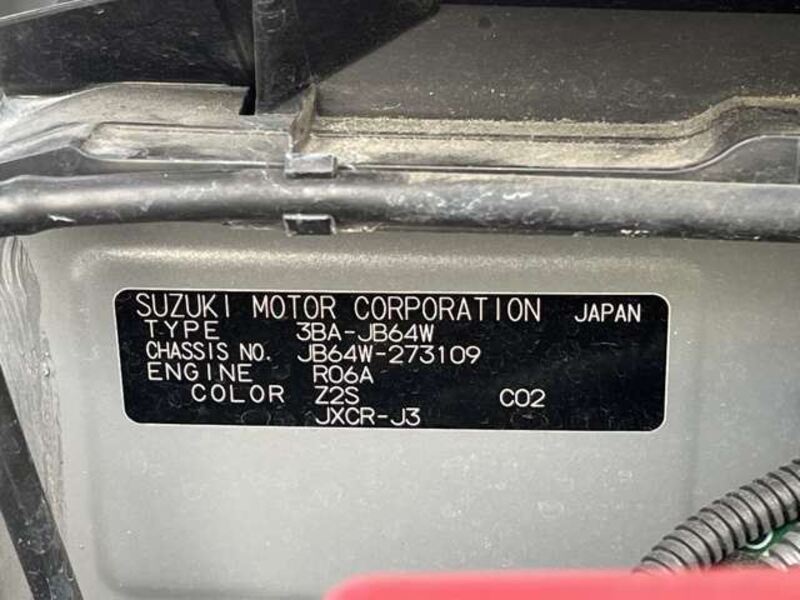 SUZUKI MOTOR CORPORATION JAPAN
TYPE 3BA-JB64W
CHASSIS NO. JB64W-273109
ENGINE R06A
COLOR Z2S C02
JXCR-J3